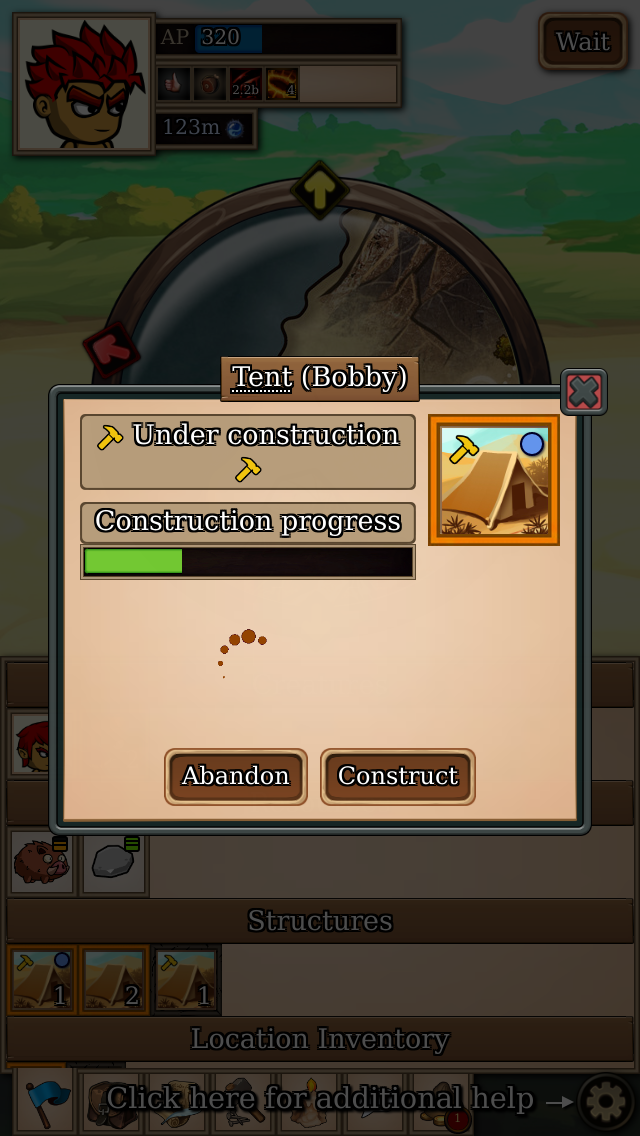 AP 320
Wait
2.2b
4
123m
Tent (Bobby)
Under construction
Construction progress
Abandon
Construct
Structures
1
2
1
Location Inventory
Click here for additional help →
1